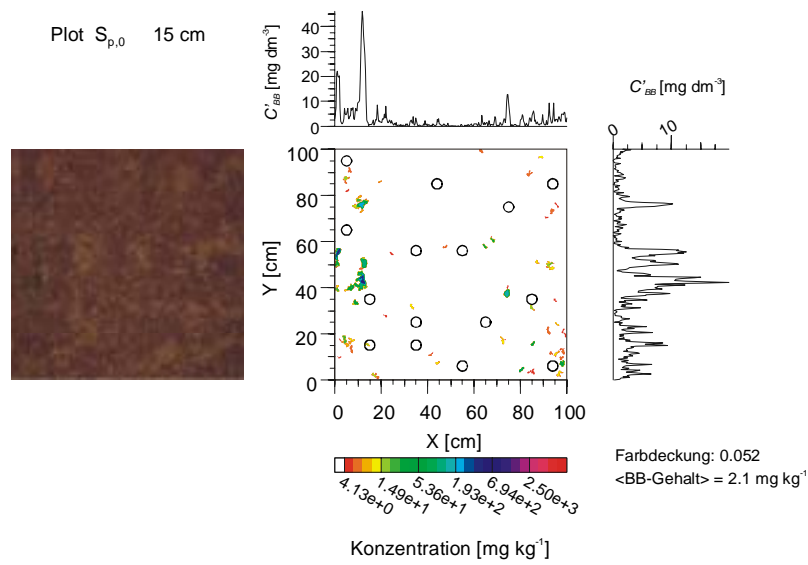 Plot S_p,0 15 cm
C'_BB [mg dm⁻³]
40
30
20
10
0
C'_BB [mg dm⁻³]
0
10
Y [cm]
100
80
60
40
20
0
0 20 40 60 80 100
X [cm]
4.13e+0 1.49e+1 5.36e+1 1.93e+2 6.94e+2 2.50e+3
Konzentration [mg kg⁻¹]
Farbdeckung: 0.052
<BB-Gehalt> = 2.1 mg kg⁻¹